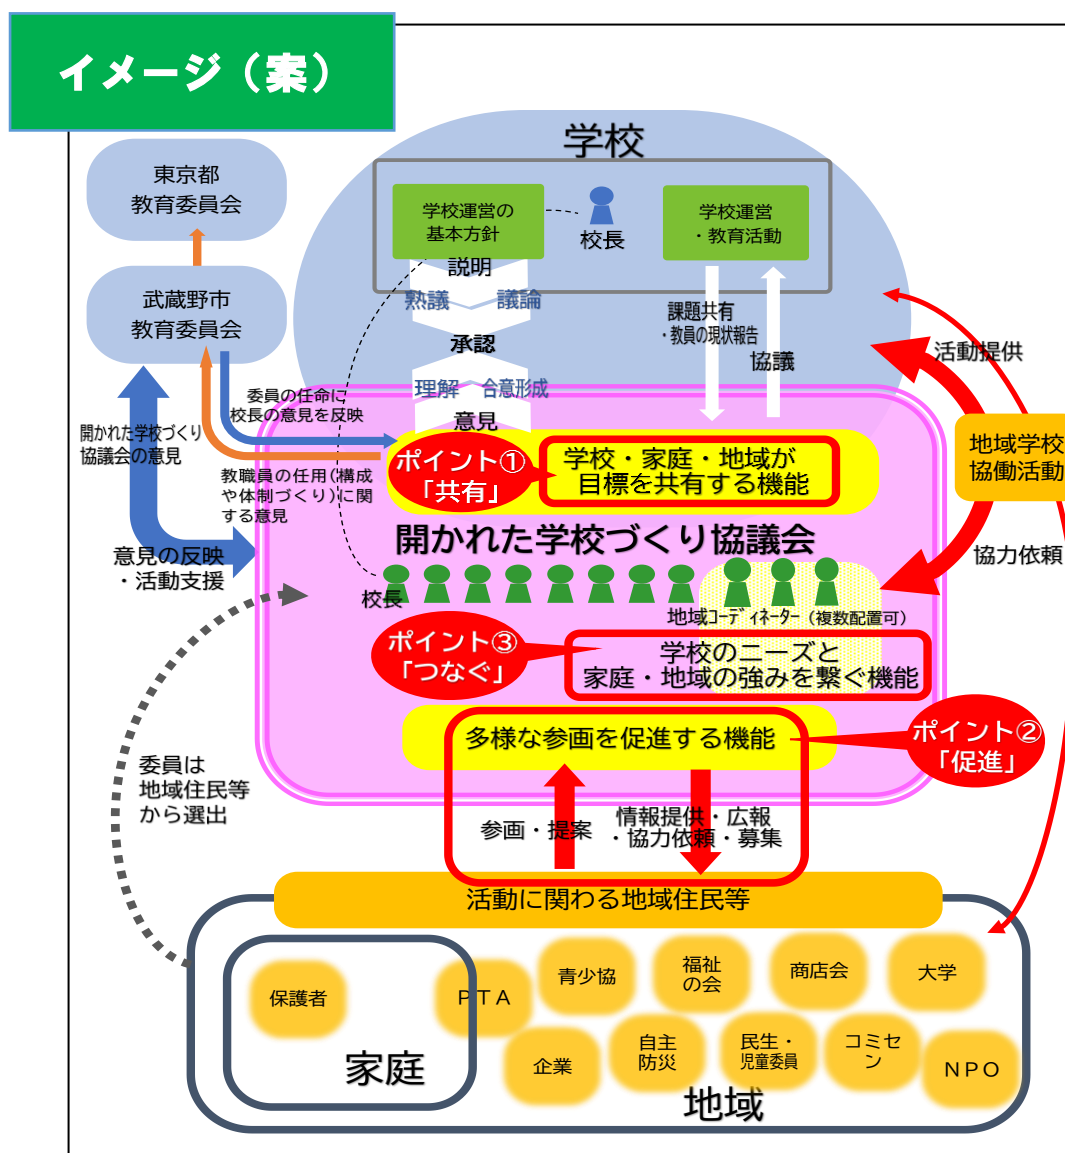 イメージ（案）
学校
東京都
教育委員会
学校運営の
基本方針
校長
学校運営
・教育活動
武蔵野市
教育委員会
説明
熟議
議論
承認
課題共有
・教員の現状報告
協議
活動提供
理解
合意形成
意見
委員の任命に
校長の意見を反映
開かれた学校づくり
協議会の意見
地域学校
協働活動
ポイント①
「共有」
学校・家庭・地域が
目標を共有する機能
教職員の任用（構成
や体制づくり）に関
する意見
開かれた学校づくり協議会
意見の反映
・活動支援
協力依頼
校長
地域ｺｰﾃﾞｨﾈｰﾀｰ（複数配置可）
ポイント③
「つなぐ」
学校のニーズと
家庭・地域の強みを繋ぐ機能
多様な参画を促進する機能
ポイント②
「促進」
委員は
地域住民等
から選出
参画・提案
情報提供・広報
・協力依頼・募集
活動に関わる地域住民等
保護者
ＰＴＡ
青少協
福祉
の会
商店会
大学
企業
自主
防災
民生・
児童委員
コミセ
ン
ＮＰＯ
家庭
地域